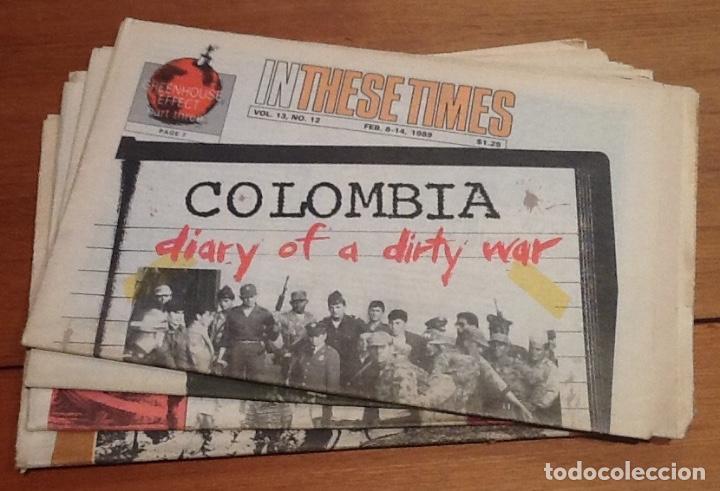 GREENHOUSE
EFFECT
part three
PAGE 7
IN THESE TIMES
VOL. 13, NO. 12 FEB. 8-14, 1989 $1.25
COLOMBIA
diary of a dirty war
todocoleccion